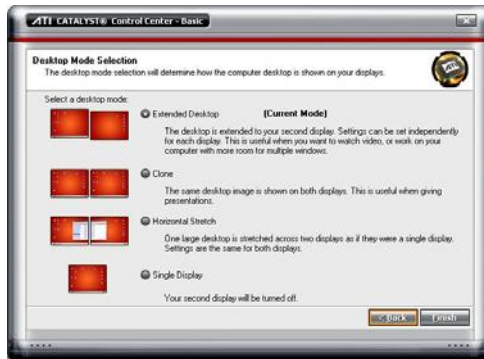 ATI CATALYST® Control Center - Basic
Desktop Mode Selection
The desktop mode selection will determine how the computer desktop is shown on your displays.
ATI
Select a desktop mode:
Extended Desktop (Current Mode)
The desktop is extended to your second display. Settings can be set independently
for each display. This is useful when you want to watch video, or work on your
computer with more room for multiple windows.
Clone
The same desktop image is shown on both displays. This is useful when giving
presentations.
Horizontal Stretch
One large desktop is stretched across two displays as if they were a single display.
Settings are the same for both displays.
Single Display
Your second display will be turned off.
< Back Finish